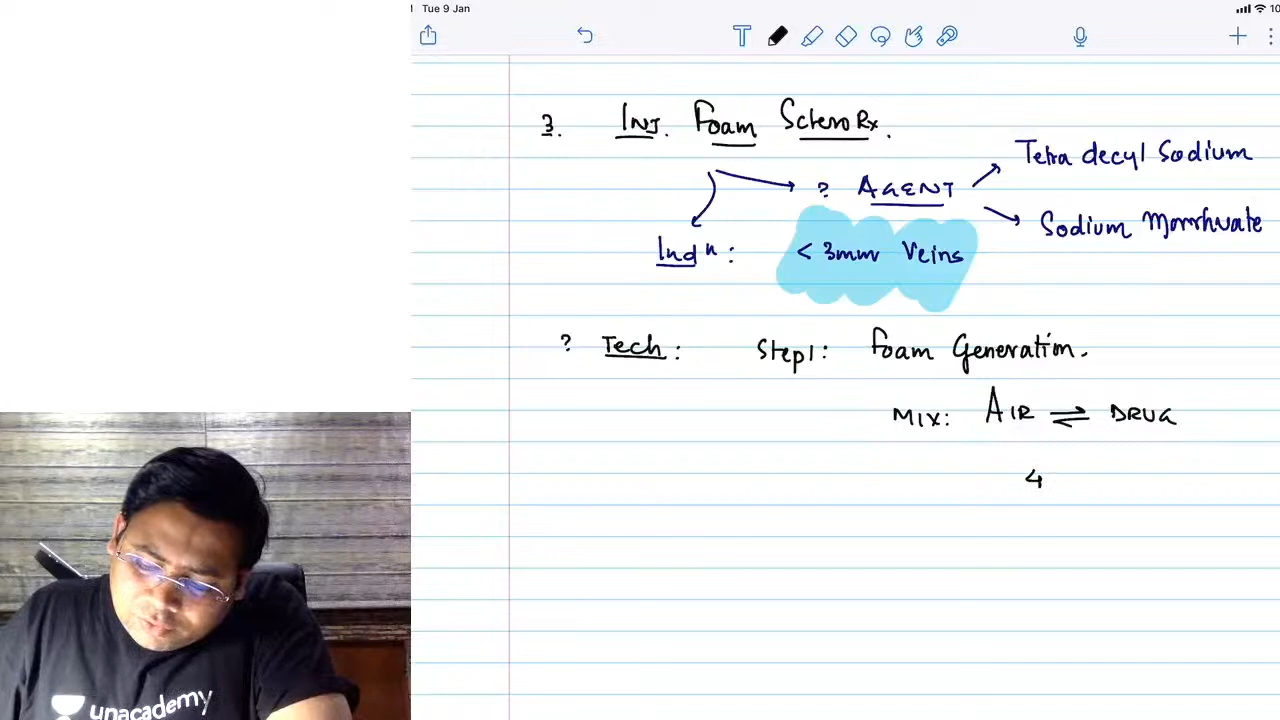 Tue 9 Jan
10
3. Inj. Foam ScleroRx.
? AGENT
Tetra decyl Sodium
Sodium Morrhuate
Indn: < 3mm Veins
? Tech: Step1: Foam Generation.
MIX: AIR ⇌ DRUG
4
unacademy